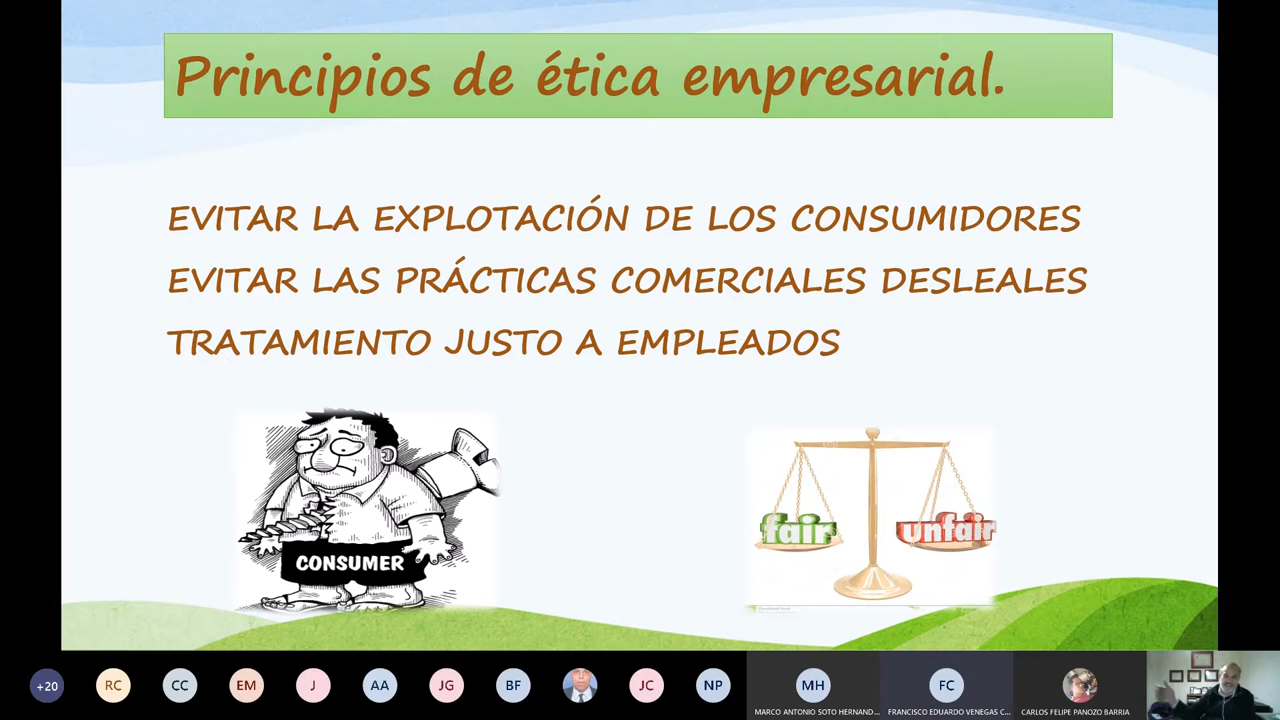 Principios de ética empresarial.
EVITAR LA EXPLOTACIÓN DE LOS CONSUMIDORES
EVITAR LAS PRÁCTICAS COMERCIALES DESLEALES
TRATAMIENTO JUSTO A EMPLEADOS
CONSUMER
fair
unfair
+20
RC
CC
EM
J
AA
JG
BF
JC
NP
MH
FC
MARCO ANTONIO SOTO HERNAND...
FRANCISCO EDUARDO VENEGAS C...
CARLOS FELIPE PANOZO BARRIA